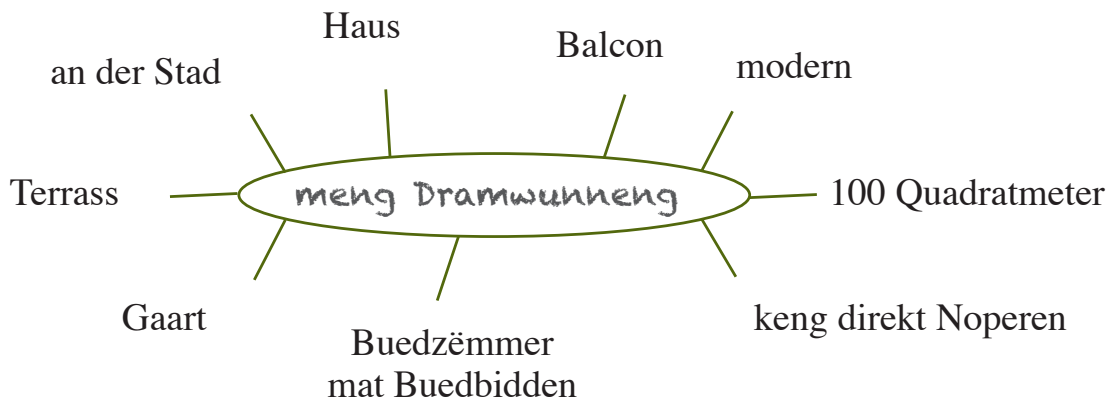 Haus
Balcon
an der Stad
modern
Terrass
meng Dramwunneng
100 Quadratmeter
Gaart
keng direkt Noperen
Buedzëmmer
mat Buedbidden